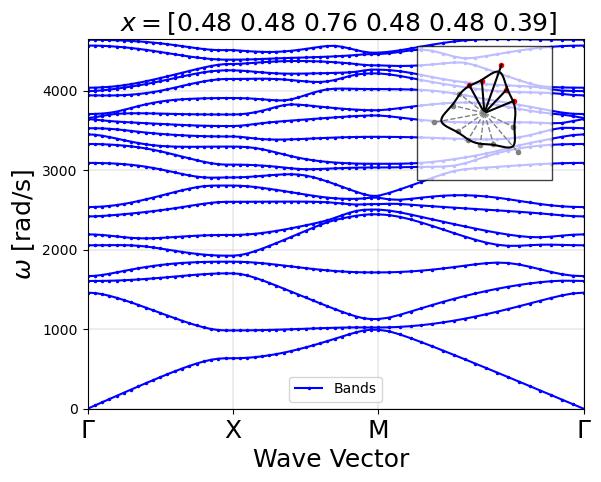 x = [0.48 0.48 0.76 0.48 0.48 0.39]
ω [rad/s]
4000
3000
2000
1000
0
Bands
Γ X M Γ
Wave Vector